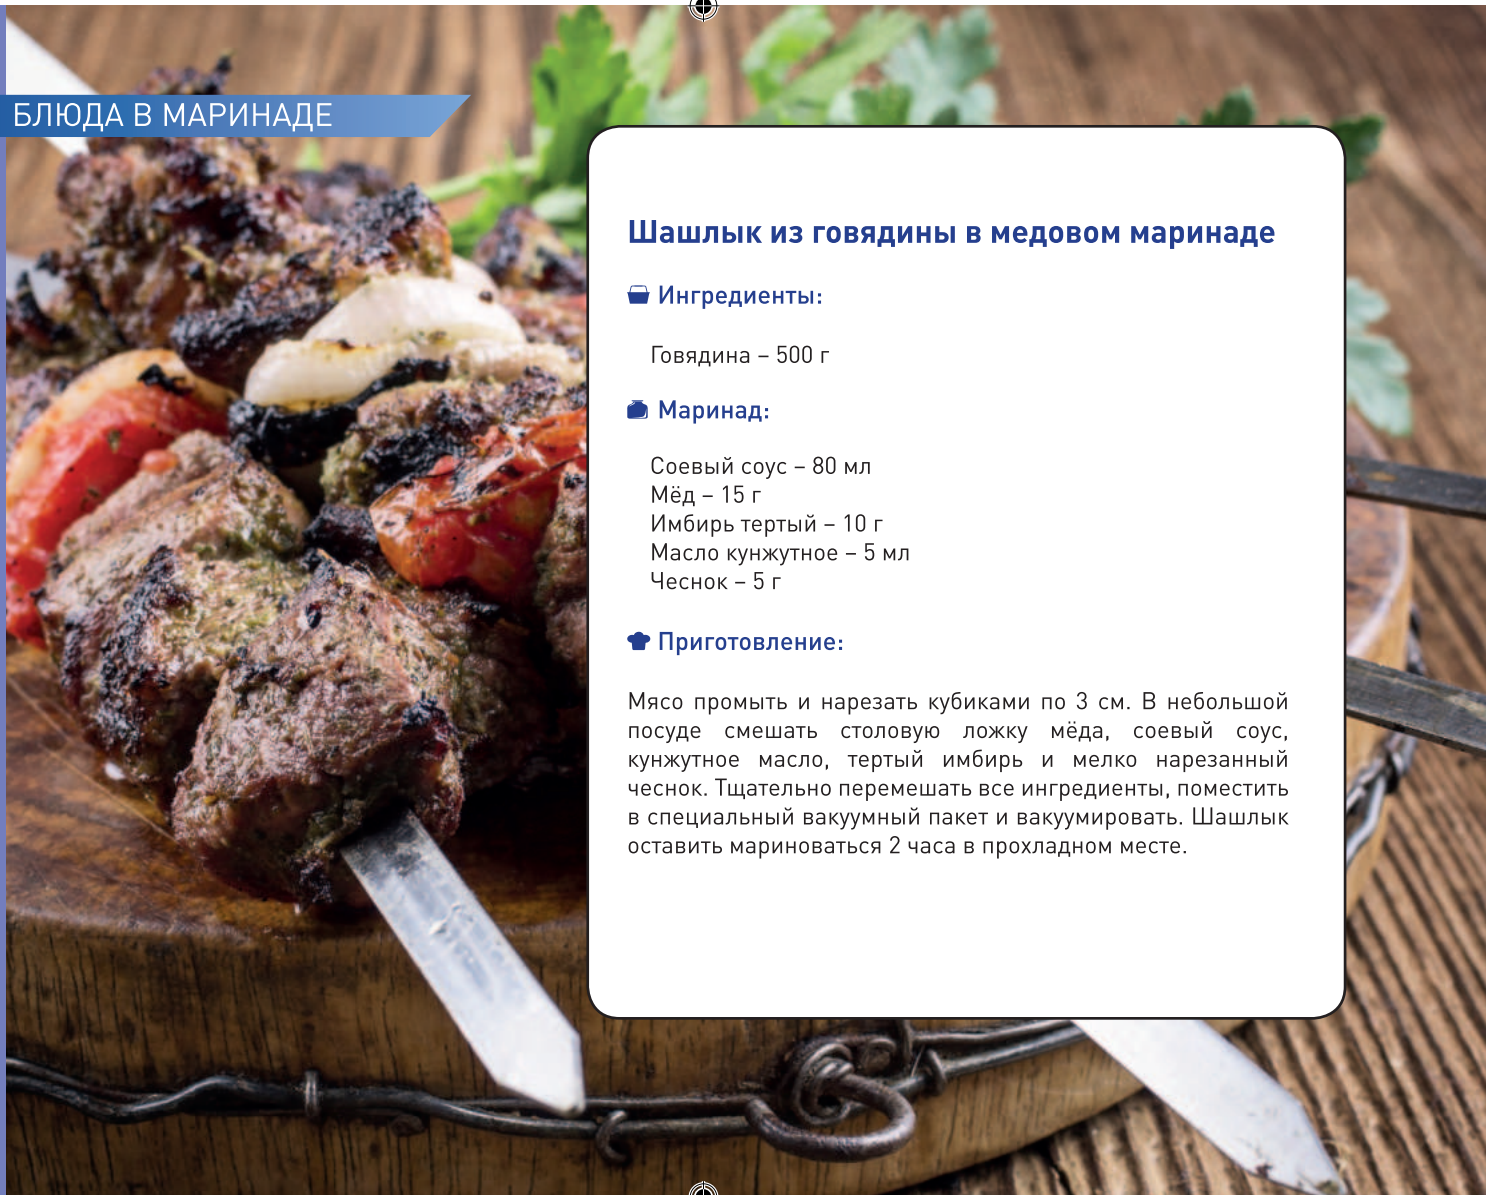 БЛЮДА В МАРИНАДЕ
Шашлык из говядины в медовом маринаде
Ингредиенты:
Говядина – 500 г
Маринад:
Соевый соус – 80 мл
Мёд – 15 г
Имбирь тертый – 10 г
Масло кунжутное – 5 мл
Чеснок – 5 г
Приготовление:
Мясо промыть и нарезать кубиками по 3 см. В небольшой
посуде смешать столовую ложку мёда, соевый соус,
кунжутное масло, тертый имбирь и мелко нарезанный
чеснок. Тщательно перемешать все ингредиенты, поместить
в специальный вакуумный пакет и вакуумировать. Шашлык
оставить мариноваться 2 часа в прохладном месте.